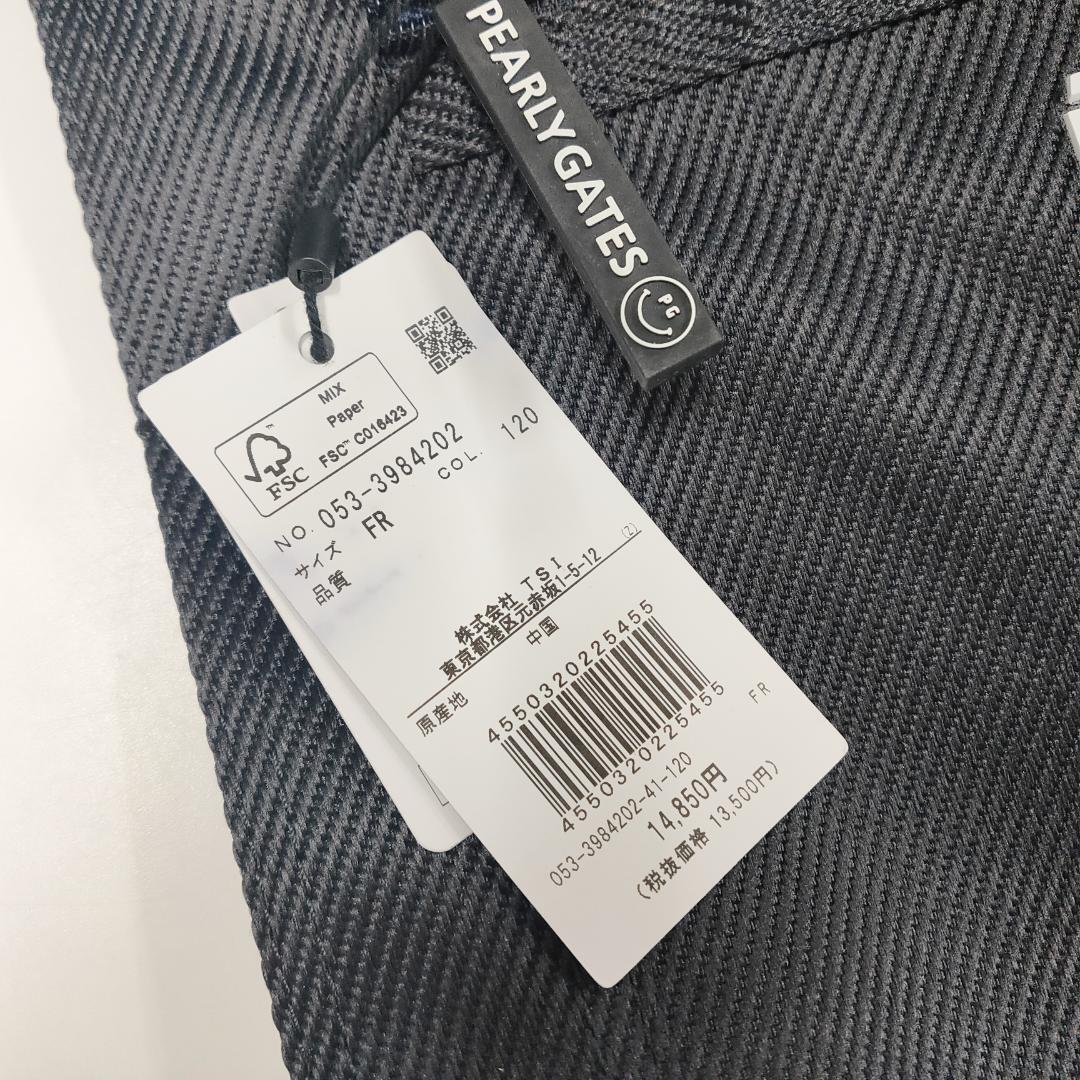 PEARLY GATES
PG
MIX
Paper
FSC™ C016423
FSC
NO. 053-3984202
COL. 120
サイズ FR
品質
(2)
株式会社 TSI
東京都港区元赤坂1-5-12
原産地 中国
4550320225455
4550320225455
053-3984202-41-120 FR
14,850円
(税抜価格 13,500円)